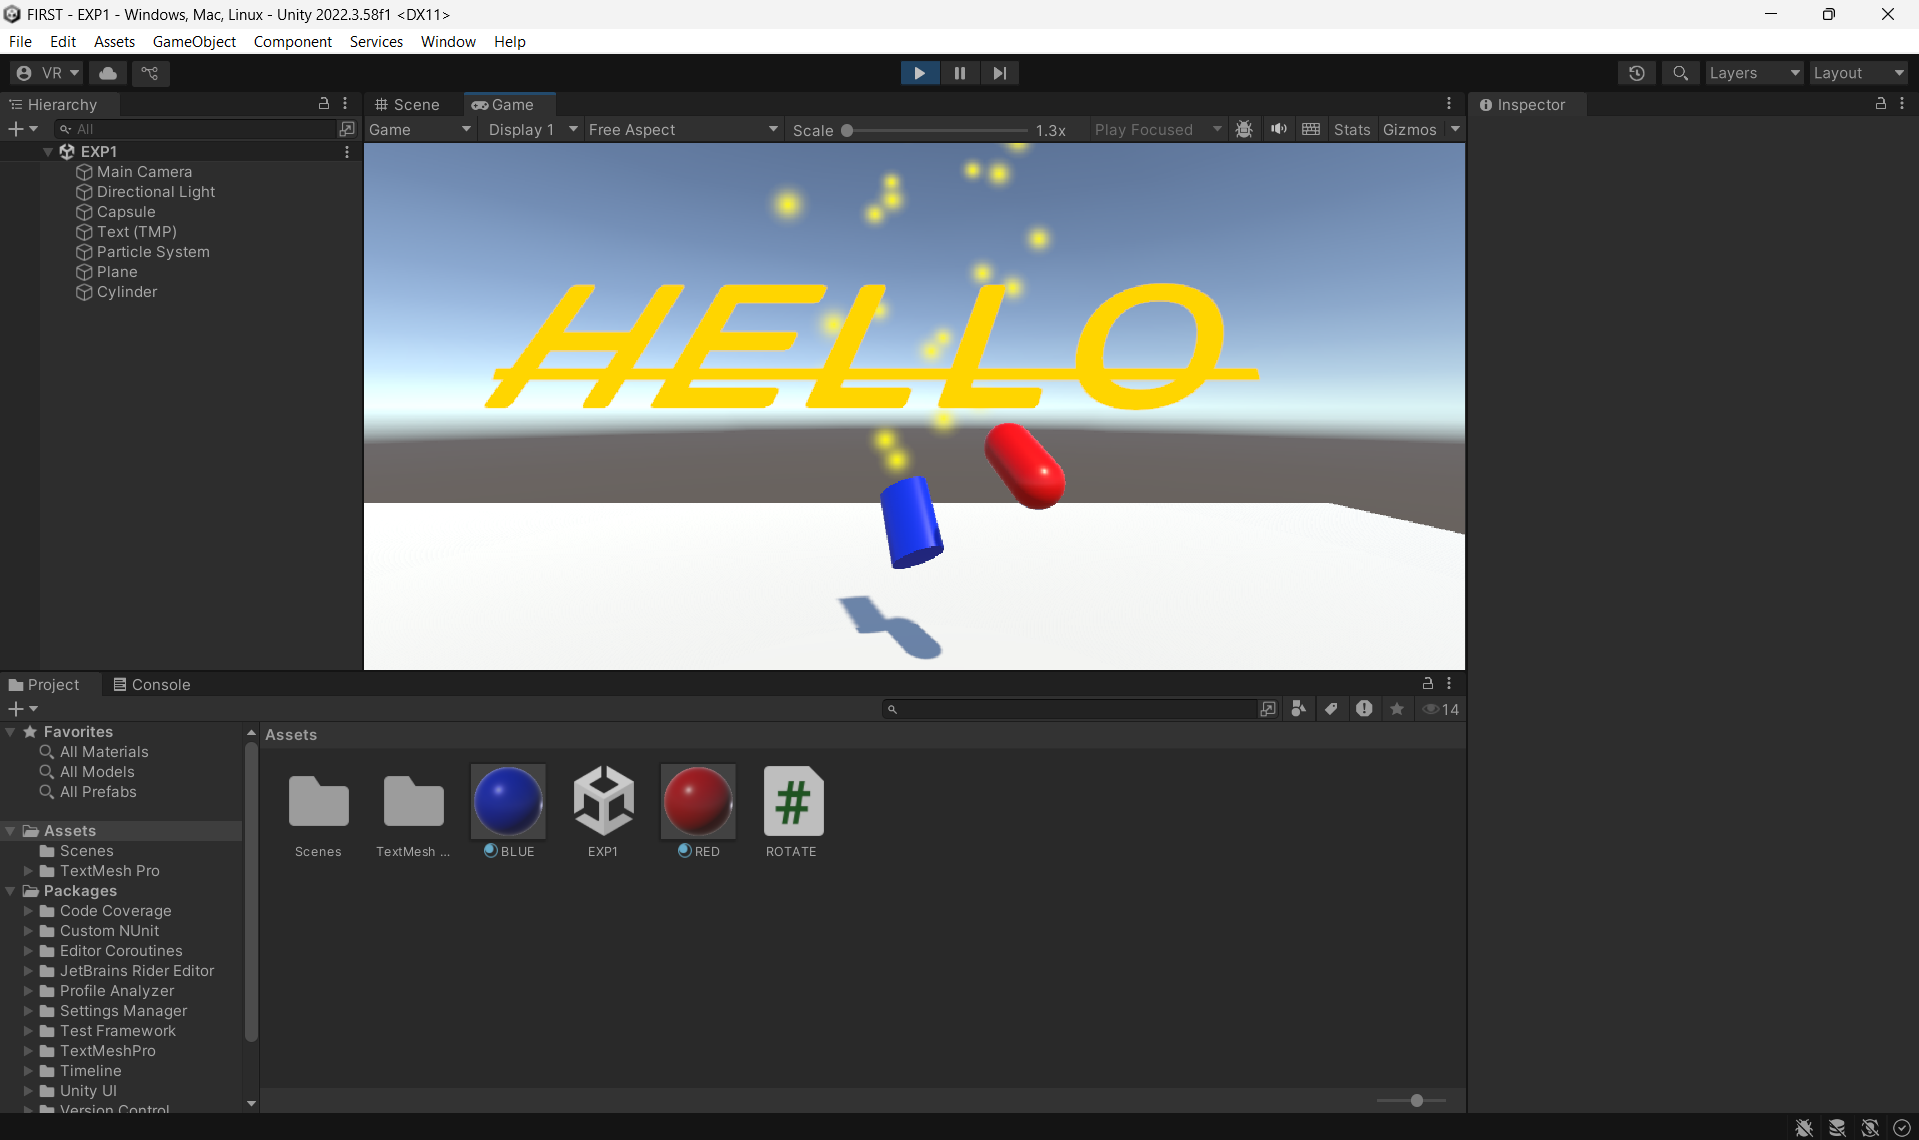 FIRST - EXP1 - Windows, Mac, Linux - Unity 2022.3.58f1 <DX11>
File Edit Assets GameObject Component Services Window Help
VR Layers Layout
Hierarchy
All
EXP1
Main Camera
Directional Light
Capsule
Text (TMP)
Particle System
Plane
Cylinder
Scene Game
Game Display 1 Free Aspect Scale 1.3x Play Focused Stats Gizmos
HELLO
Inspector
Project Console
14
Favorites
All Materials
All Models
All Prefabs
Assets
Scenes
TextMesh Pro
Packages
Code Coverage
Custom NUnit
Editor Coroutines
JetBrains Rider Editor
Profile Analyzer
Settings Manager
Test Framework
TextMeshPro
Timeline
Unity UI
Version Control
Assets
Scenes TextMesh ... BLUE EXP1 RED ROTATE